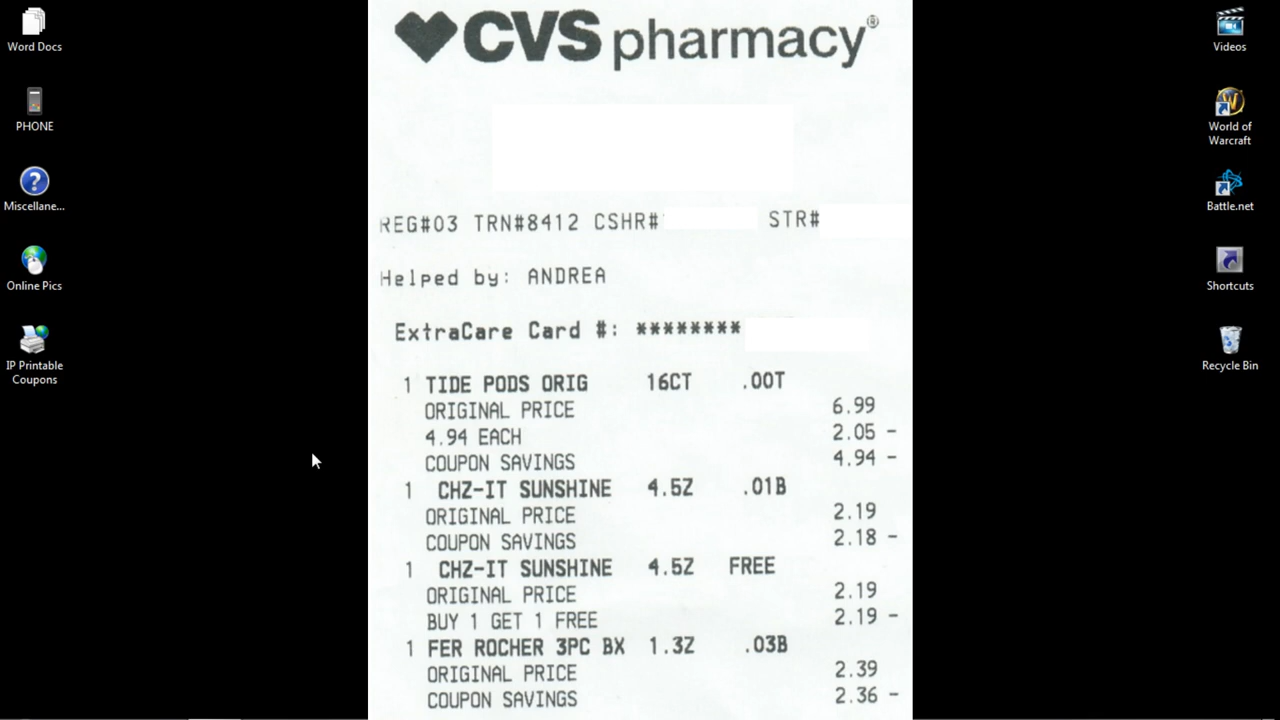 Word Docs
PHONE
Miscellane...
Online Pics
IP Printable
Coupons
CVS pharmacy®
REG#03 TRN#8412 CSHR# STR#
Helped by: ANDREA
ExtraCare Card #: ********
1 TIDE PODS ORIG 16CT .00T
ORIGINAL PRICE 6.99
4.94 EACH 2.05 -
COUPON SAVINGS 4.94 -
1 CHZ-IT SUNSHINE 4.5Z .01B
ORIGINAL PRICE 2.19
COUPON SAVINGS 2.18 -
1 CHZ-IT SUNSHINE 4.5Z FREE
ORIGINAL PRICE 2.19
BUY 1 GET 1 FREE 2.19 -
1 FER ROCHER 3PC BX 1.3Z .03B
ORIGINAL PRICE 2.39
COUPON SAVINGS 2.36 -
Videos
World of
Warcraft
Battle.net
Shortcuts
Recycle Bin